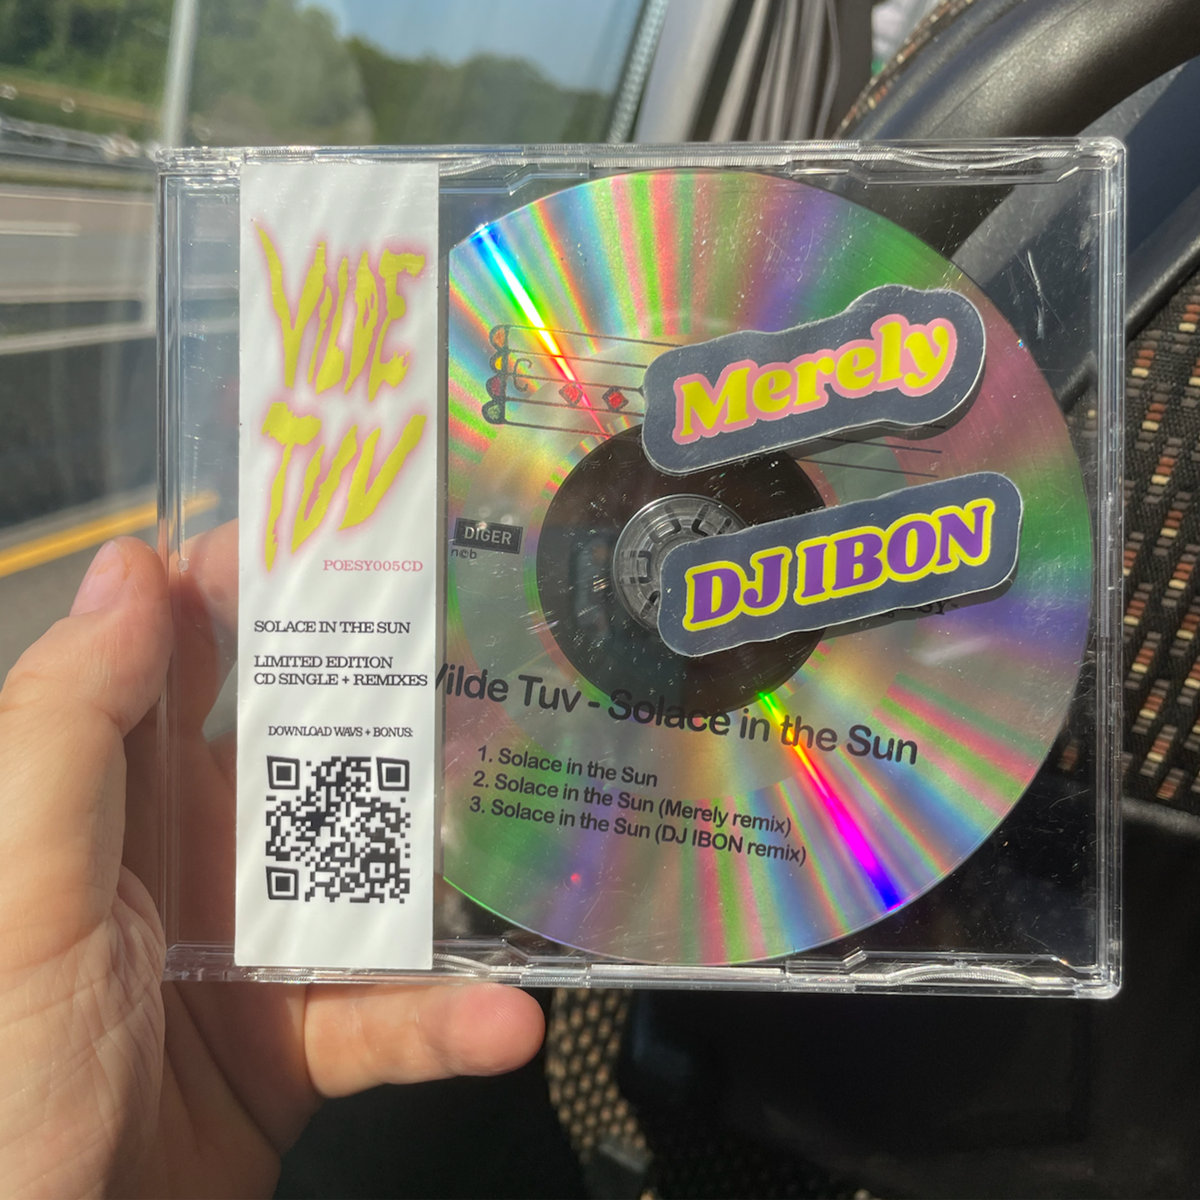 VILDE
TUV
POESY005CD
SOLACE IN THE SUN
LIMITED EDITION
CD SINGLE + REMIXES
DOWNLOAD WAVS + BONUS:
Merely
DJ IBON
DIGER
n©b
Vilde Tuv - Solace in the Sun
1. Solace in the Sun
2. Solace in the Sun (Merely remix)
3. Solace in the Sun (DJ IBON remix)